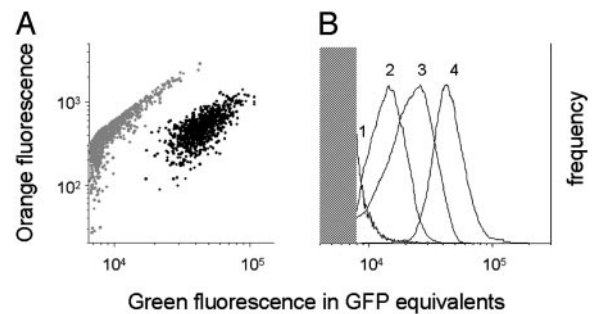 A
B
Orange fluorescence
10³
10²
10⁴
10⁵
1
2
3
4
10⁴
10⁵
frequency
Green fluorescence in GFP equivalents